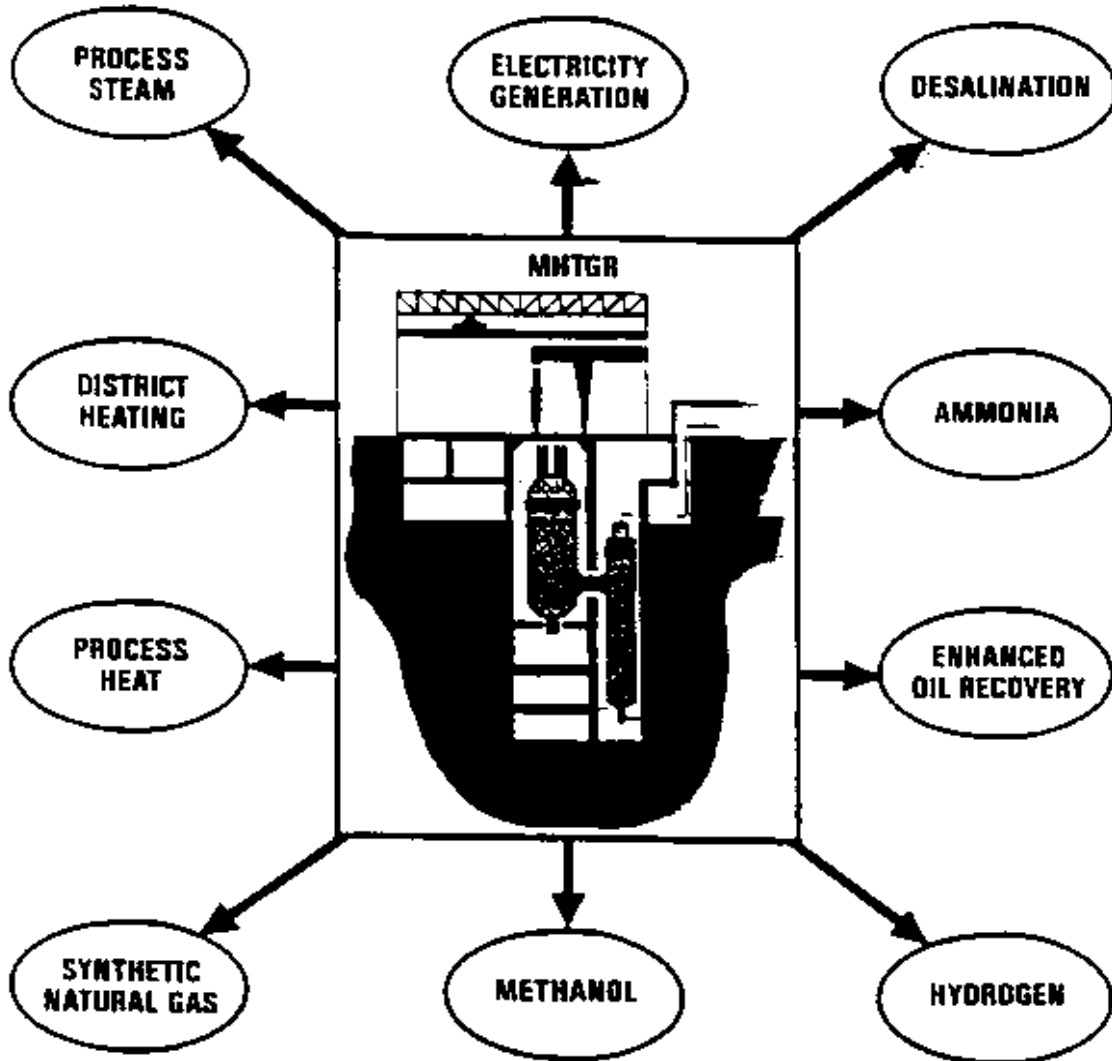 PROCESS
STEAM
ELECTRICITY
GENERATION
DESALINATION
MHTGR
DISTRICT
HEATING
AMMONIA
PROCESS
HEAT
ENHANCED
OIL RECOVERY
SYNTHETIC
NATURAL GAS
METHANOL
HYDROGEN